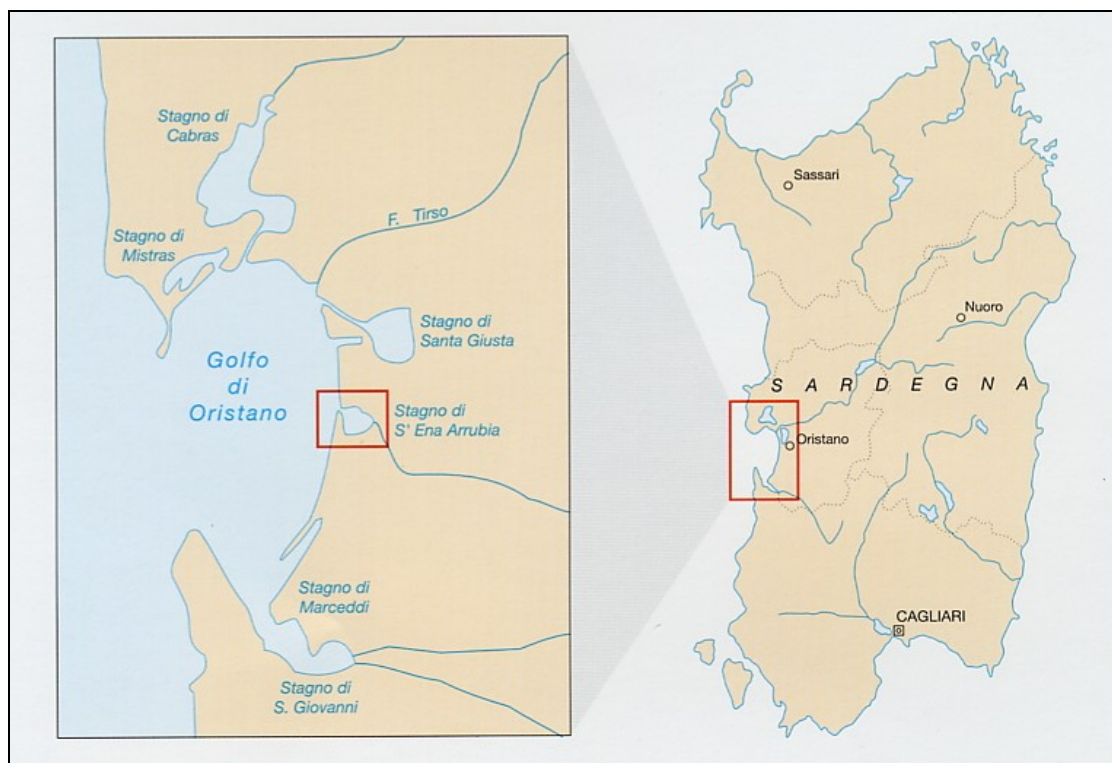 Stagno di
Cabras
F. Tirso
Stagno di
Mistras
Stagno di
Santa Giusta
Golfo
di
Oristano
Stagno di
S' Ena Arrubia
Stagno di
Marceddi
Stagno di
S. Giovanni
Sassari
Nuoro
SARDEGNA
Oristano
CAGLIARI